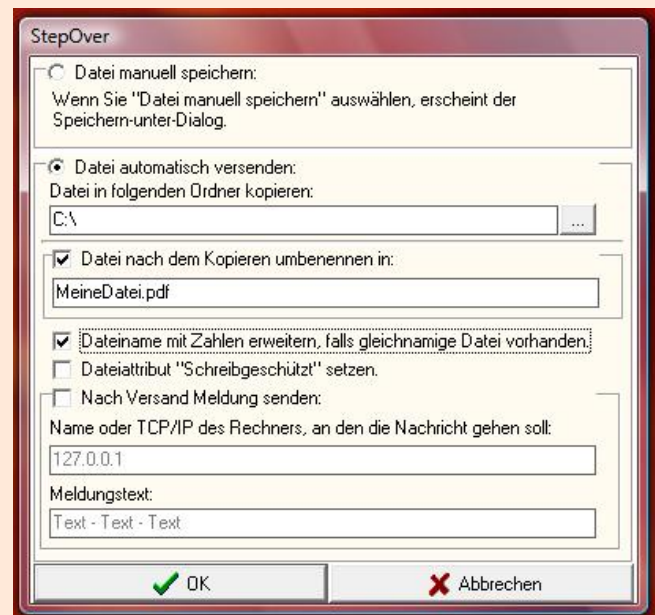 StepOver
Datei manuell speichern:
Wenn Sie "Datei manuell speichern" auswählen, erscheint der
Speichern-unter-Dialog.
Datei automatisch versenden:
Datei in folgenden Ordner kopieren:
C:\
...
Datei nach dem Kopieren umbenennen in:
MeineDatei.pdf
Dateiname mit Zahlen erweitern, falls gleichnamige Datei vorhanden.
Dateiattribut "Schreibgeschützt" setzen.
Nach Versand Meldung senden:
Name oder TCP/IP des Rechners, an den die Nachricht gehen soll:
127.0.0.1
Meldungstext:
Text - Text - Text
OK Abbrechen